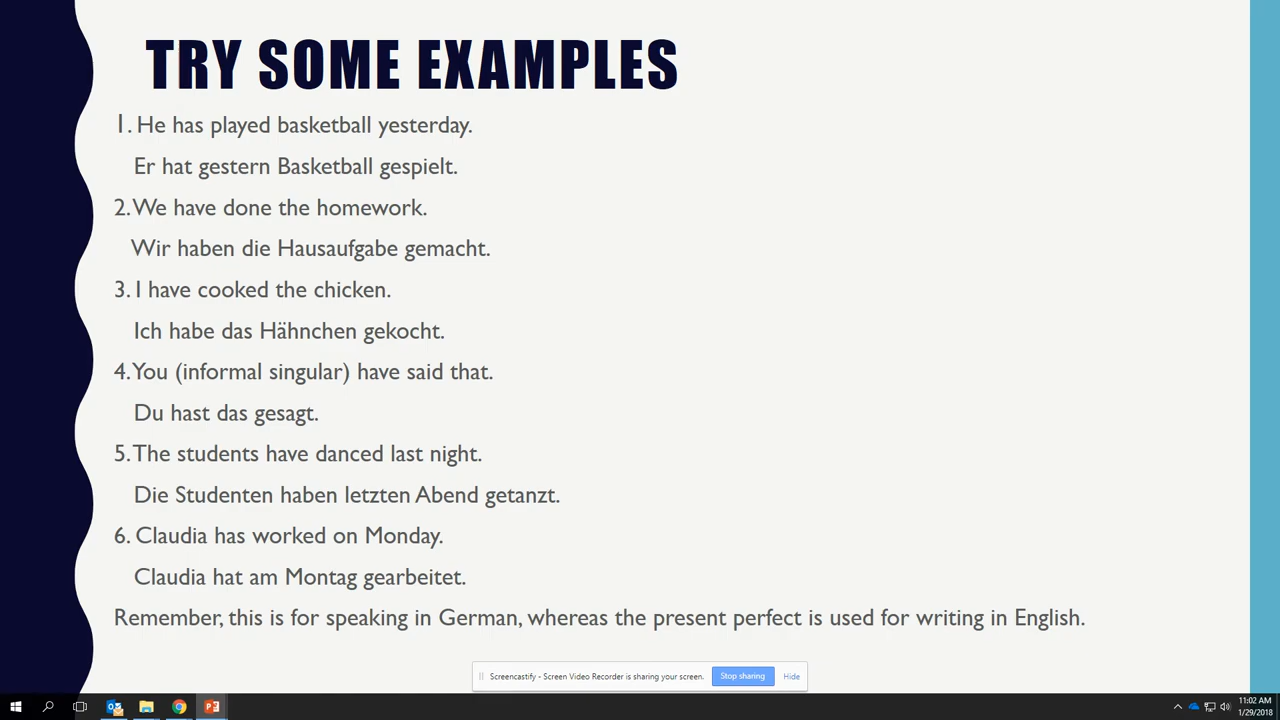 TRY SOME EXAMPLES
1. He has played basketball yesterday.
Er hat gestern Basketball gespielt.
2. We have done the homework.
Wir haben die Hausaufgabe gemacht.
3. I have cooked the chicken.
Ich habe das Hähnchen gekocht.
4. You (informal singular) have said that.
Du hast das gesagt.
5. The students have danced last night.
Die Studenten haben letzten Abend getanzt.
6. Claudia has worked on Monday.
Claudia hat am Montag gearbeitet.
Remember, this is for speaking in German, whereas the present perfect is used for writing in English.
Screencastify - Screen Video Recorder is sharing your screen. Stop sharing Hide
11:02 AM
1/29/2018